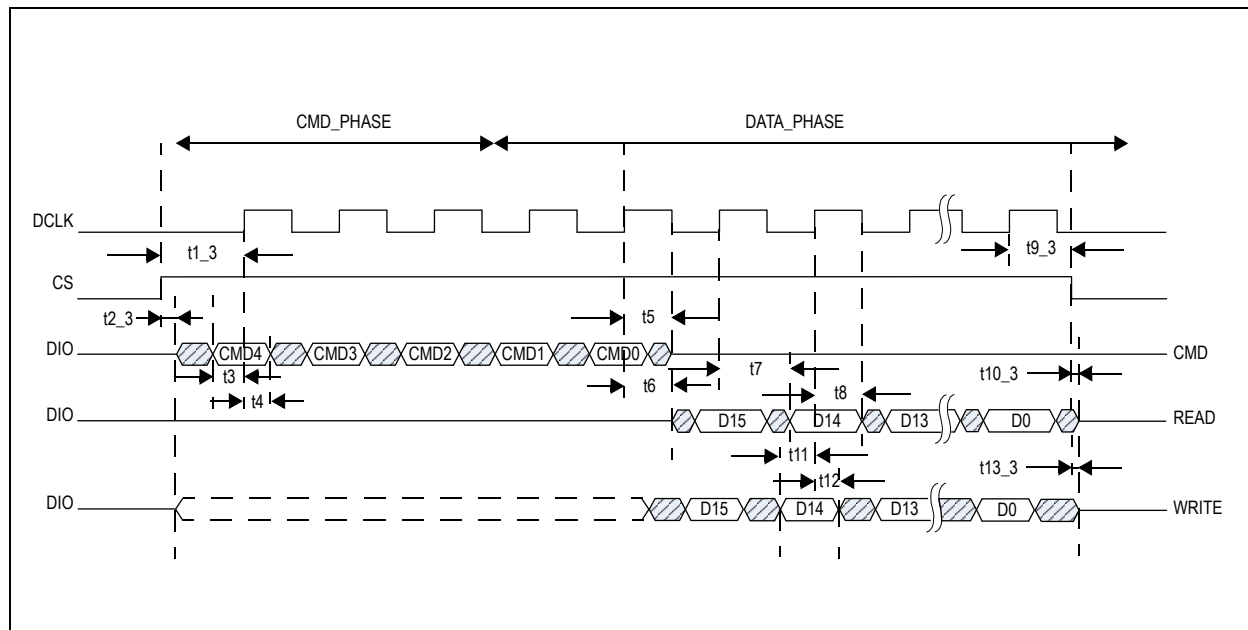 CMD_PHASE DATA_PHASE
DCLK
t1_3 t9_3
CS
t2_3 t5
DIO CMD4 CMD3 CMD2 CMD1 CMD0 CMD
t3 t6 t7 t10_3
t4 t8
DIO D15 D14 D13 D0 READ
t11 t13_3
t12
DIO D15 D14 D13 D0 WRITE